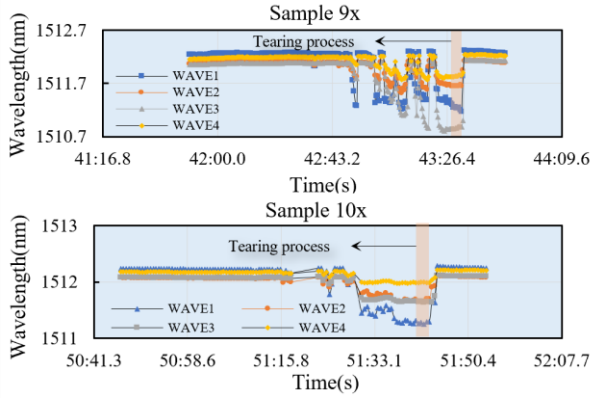 Sample 9x
Wavelength(nm)
1512.7
1511.7
1510.7
Tearing process
WAVE1
WAVE2
WAVE3
WAVE4
41:16.8 42:00.0 42:43.2 43:26.4 44:09.6
Time(s)
Sample 10x
Wavelength(nm)
1513
1512
1511
Tearing process
WAVE1 WAVE2
WAVE3 WAVE4
50:41.3 50:58.6 51:15.8 51:33.1 51:50.4 52:07.7
Time(s)